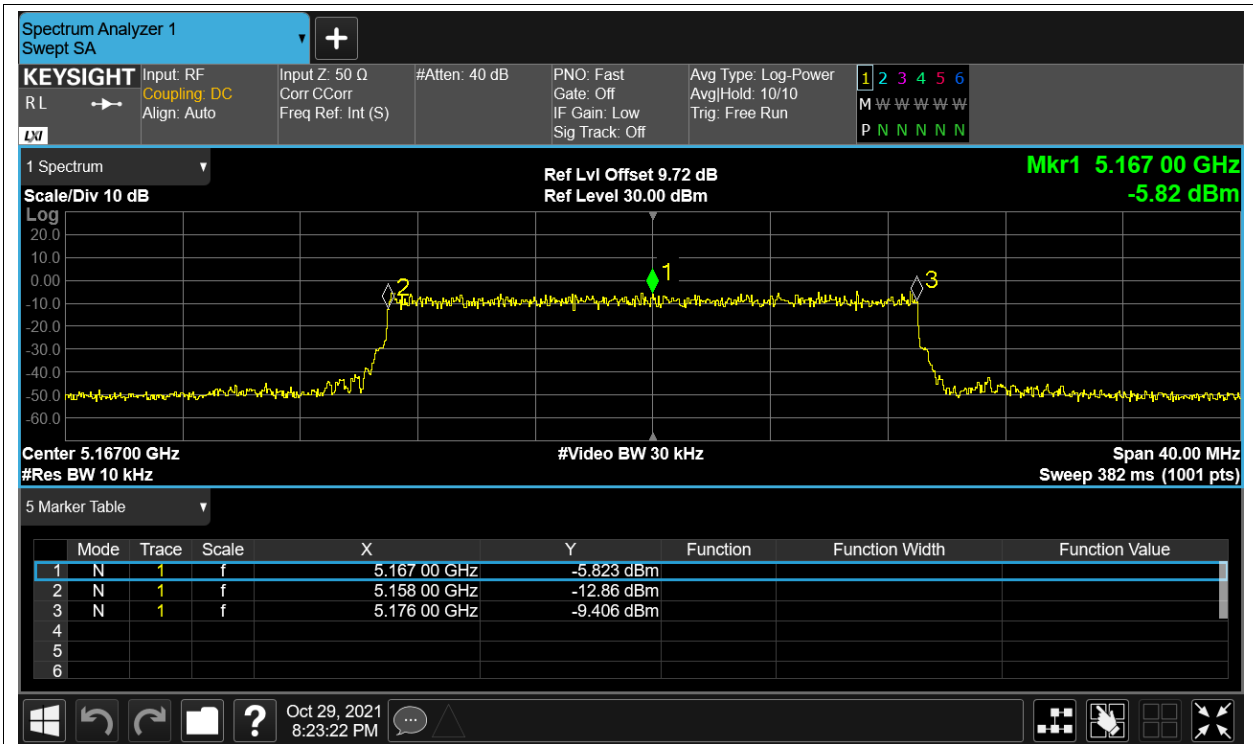 Spectrum Analyzer 1
Swept SA
KEYSIGHT
RL
LXI
Input: RF
Coupling: DC
Align: Auto
Input Z: 50 Ω
Corr CCorr
Freq Ref: Int (S)
#Atten: 40 dB
PNO: Fast
Gate: Off
IF Gain: Low
Sig Track: Off
Avg Type: Log-Power
Avg|Hold: 10/10
Trig: Free Run
1 2 3 4 5 6
M W W W W W
P N N N N N
1 Spectrum
Scale/Div 10 dB
Ref Lvl Offset 9.72 dB
Ref Level 30.00 dBm
Mkr1 5.167 00 GHz
-5.82 dBm
Log
20.0
10.0
0.00
-10.0
-20.0
-30.0
-40.0
-50.0
-60.0
2
1
3
Center 5.16700 GHz
#Res BW 10 kHz
#Video BW 30 kHz
Span 40.00 MHz
Sweep 382 ms (1001 pts)
5 Marker Table
Mode Trace Scale X Y Function Function Width Function Value
1 N 1 f 5.167 00 GHz -5.823 dBm
2 N 1 f 5.158 00 GHz -12.86 dBm
3 N 1 f 5.176 00 GHz -9.406 dBm
4
5
6
?
Oct 29, 2021
8:23:22 PM